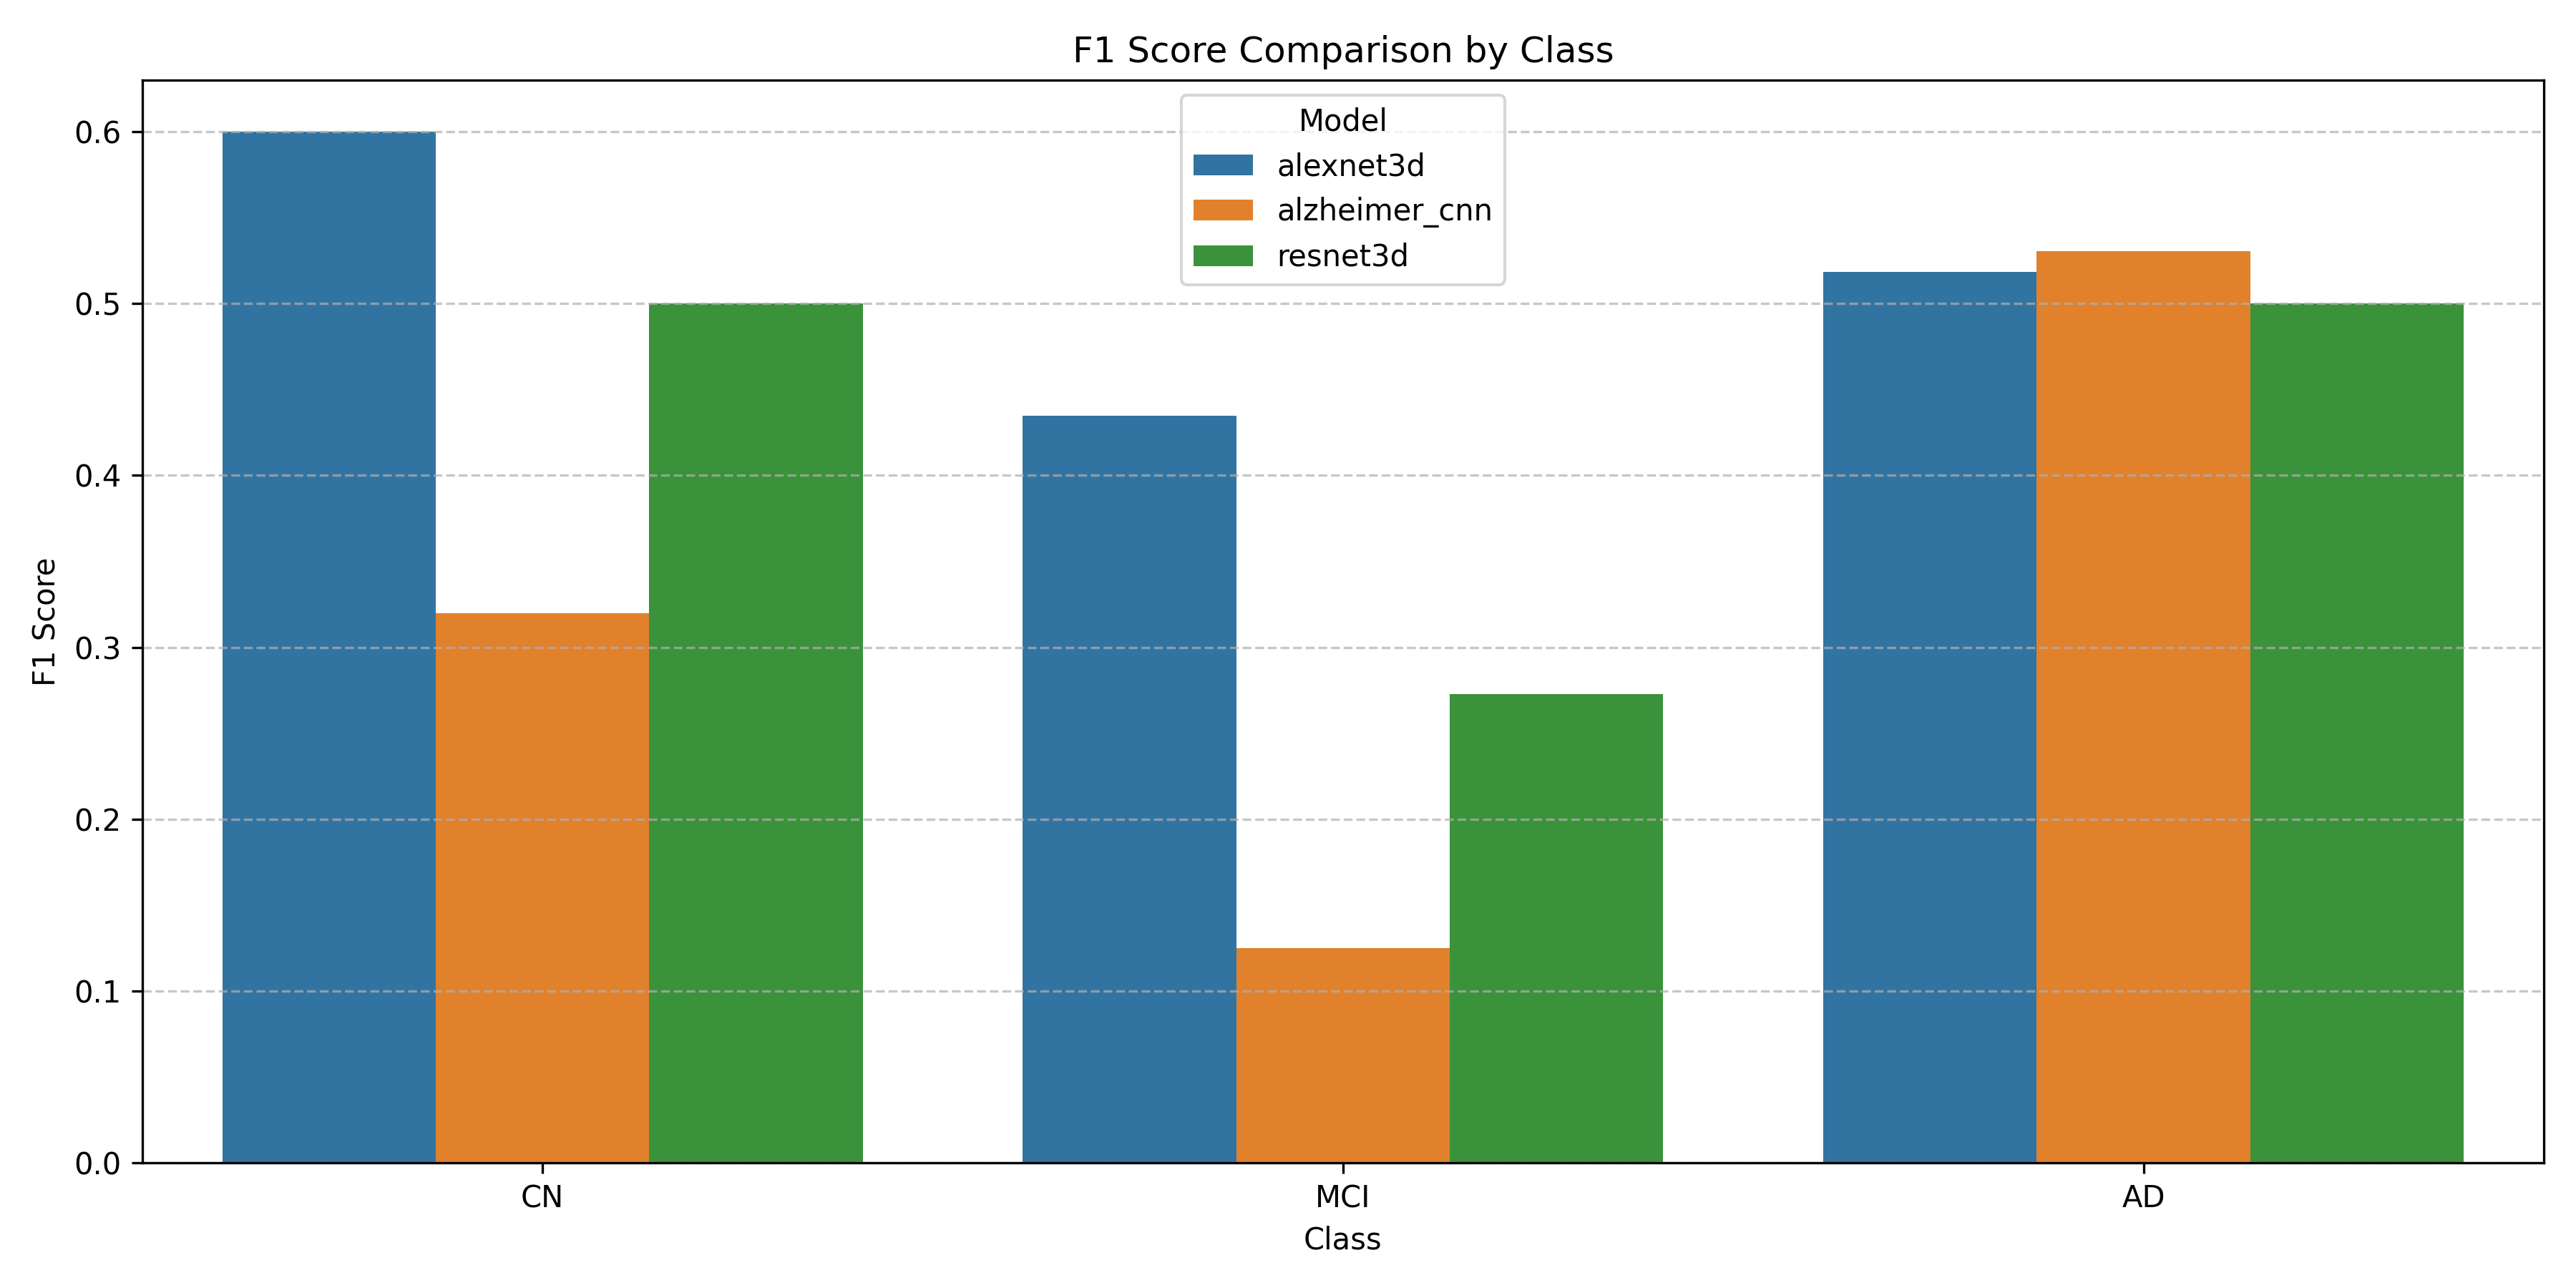 F1 Score Comparison by Class
Model
alexnet3d
alzheimer_cnn
resnet3d
F1 Score
0.6
0.5
0.4
0.3
0.2
0.1
0.0
CN
MCI
AD
Class